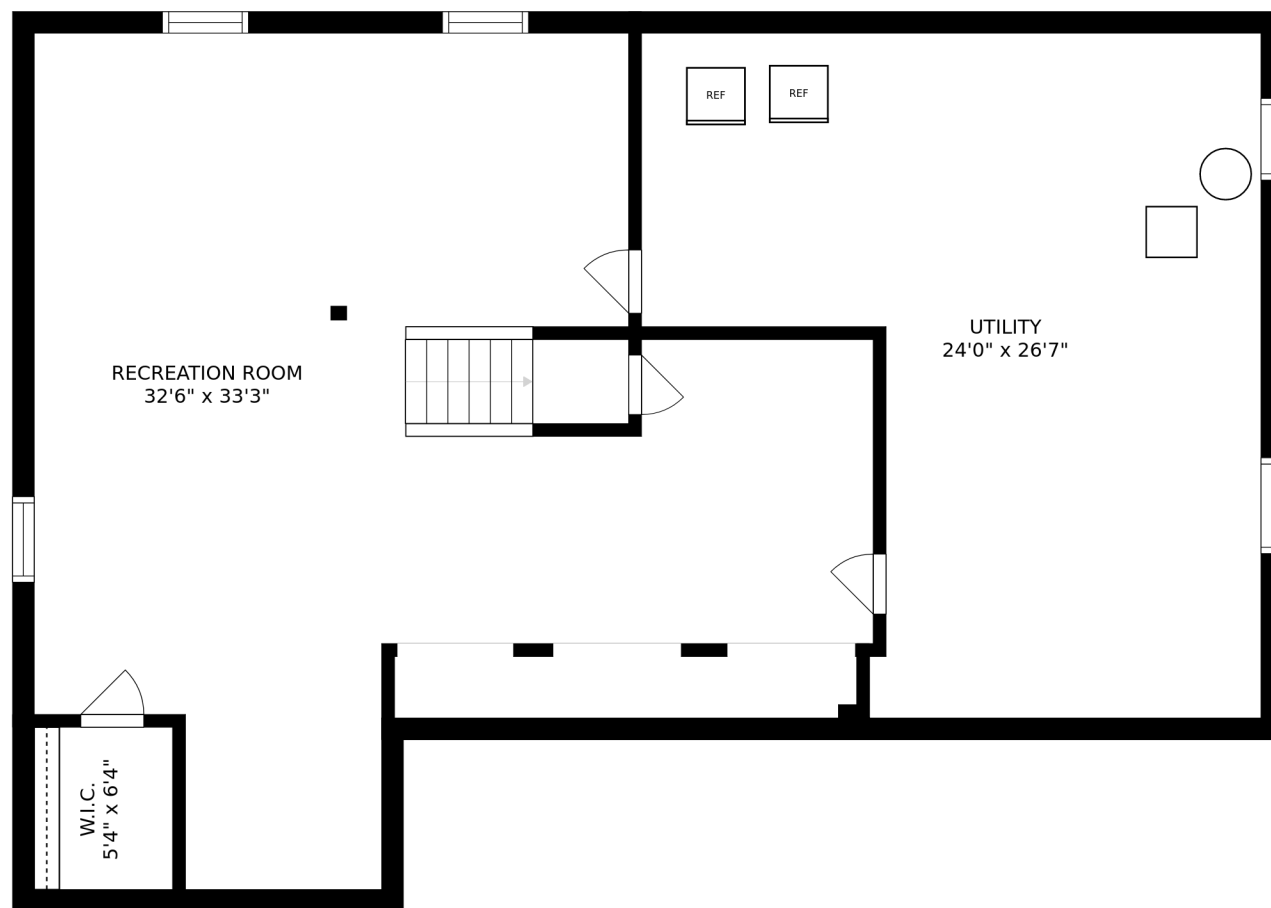 REF
REF
UTILITY
24'0" x 26'7"
RECREATION ROOM
32'6" x 33'3"
W.I.C.
5'4" x 6'4"